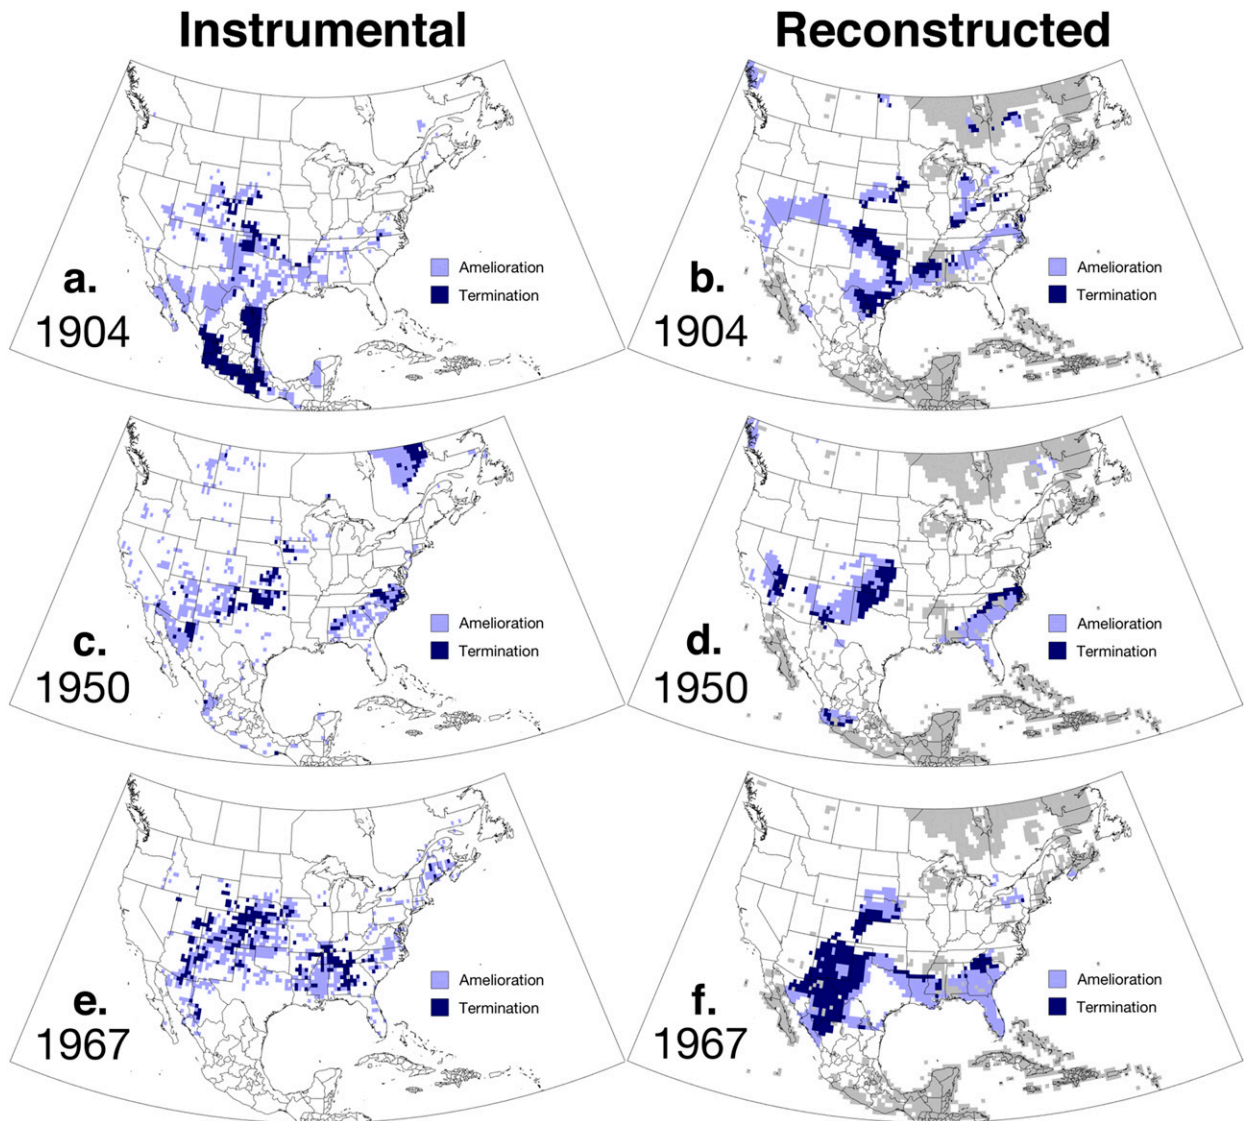 Instrumental
Reconstructed
a.
1904
Amelioration
Termination
b.
1904
Amelioration
Termination
c.
1950
Amelioration
Termination
d.
1950
Amelioration
Termination
e.
1967
Amelioration
Termination
f.
1967
Amelioration
Termination